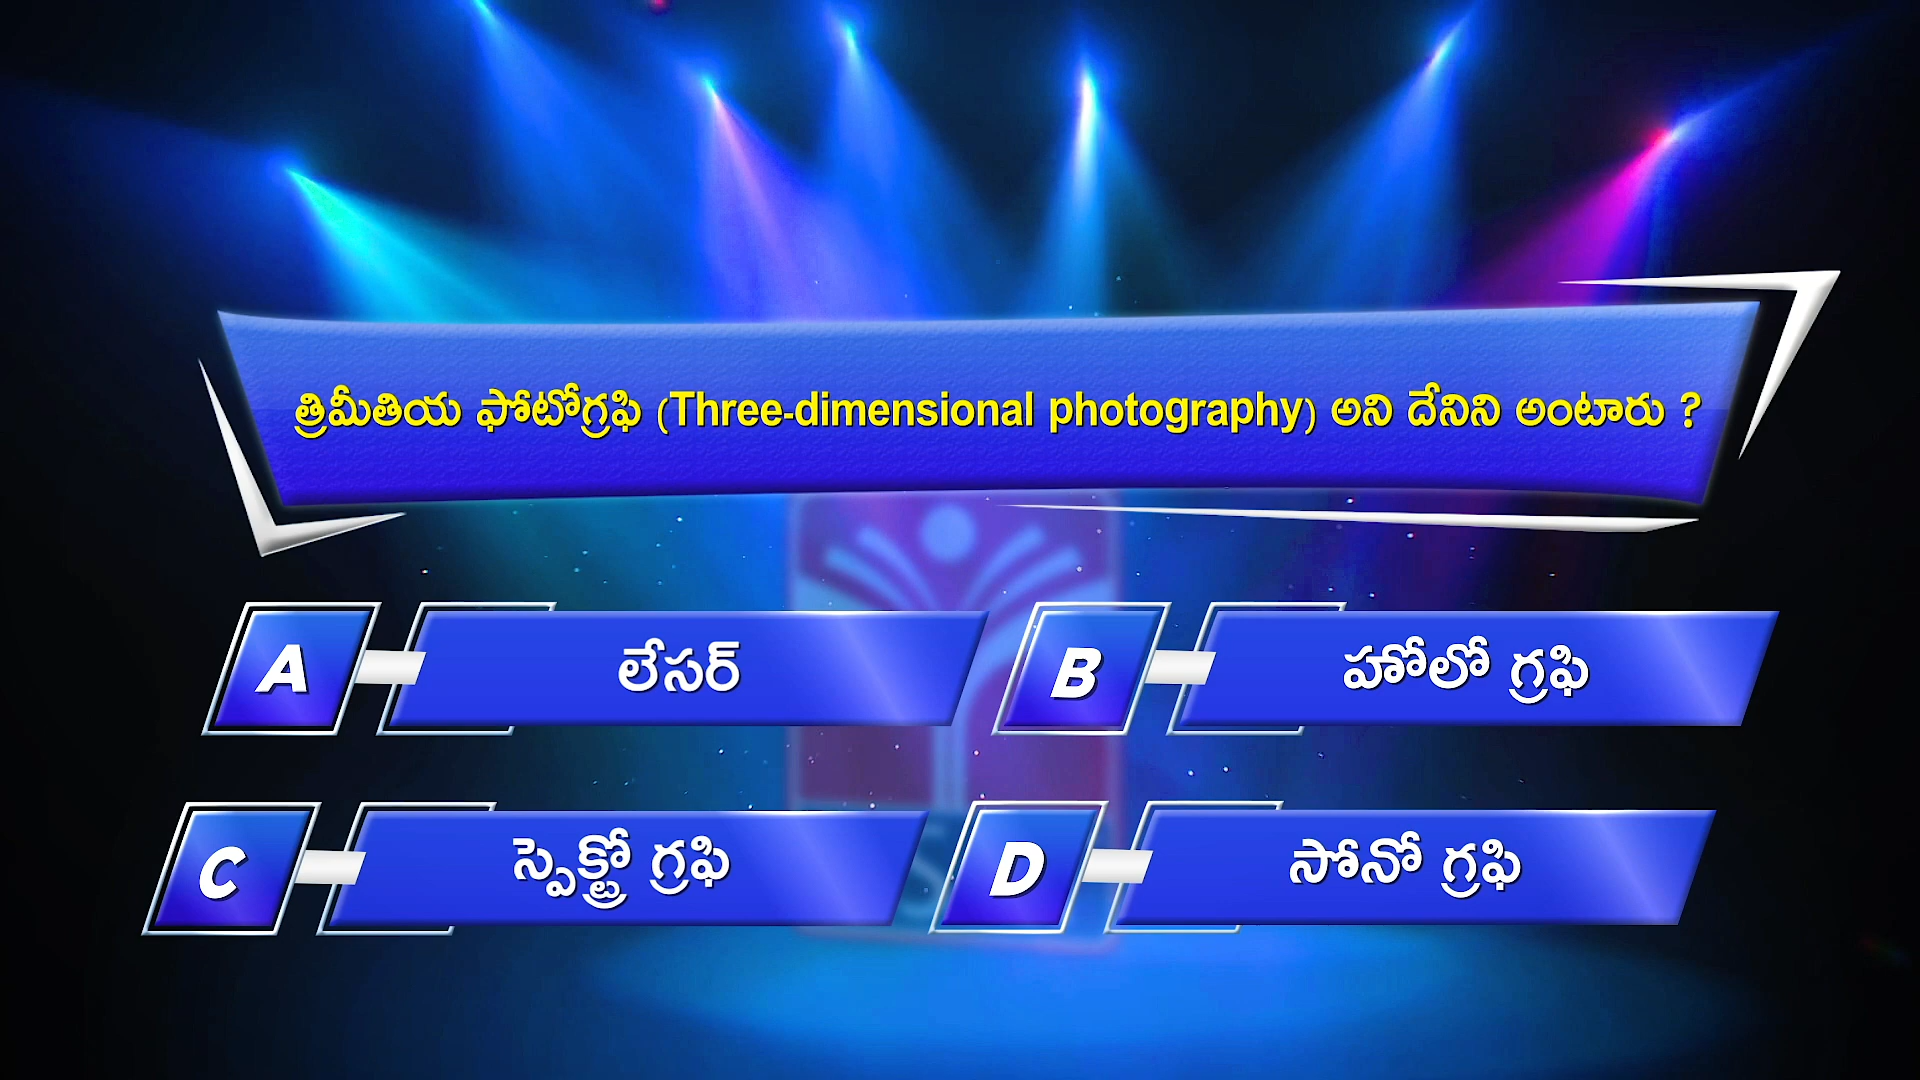 త్రిమీతియ ఫోటోగ్రఫి (Three-dimensional photography) అని దేనిని అంటారు ?
A లేసర్
B హోలో గ్రఫి
C స్పెక్ట్రో గ్రఫి
D సోనో గ్రఫి